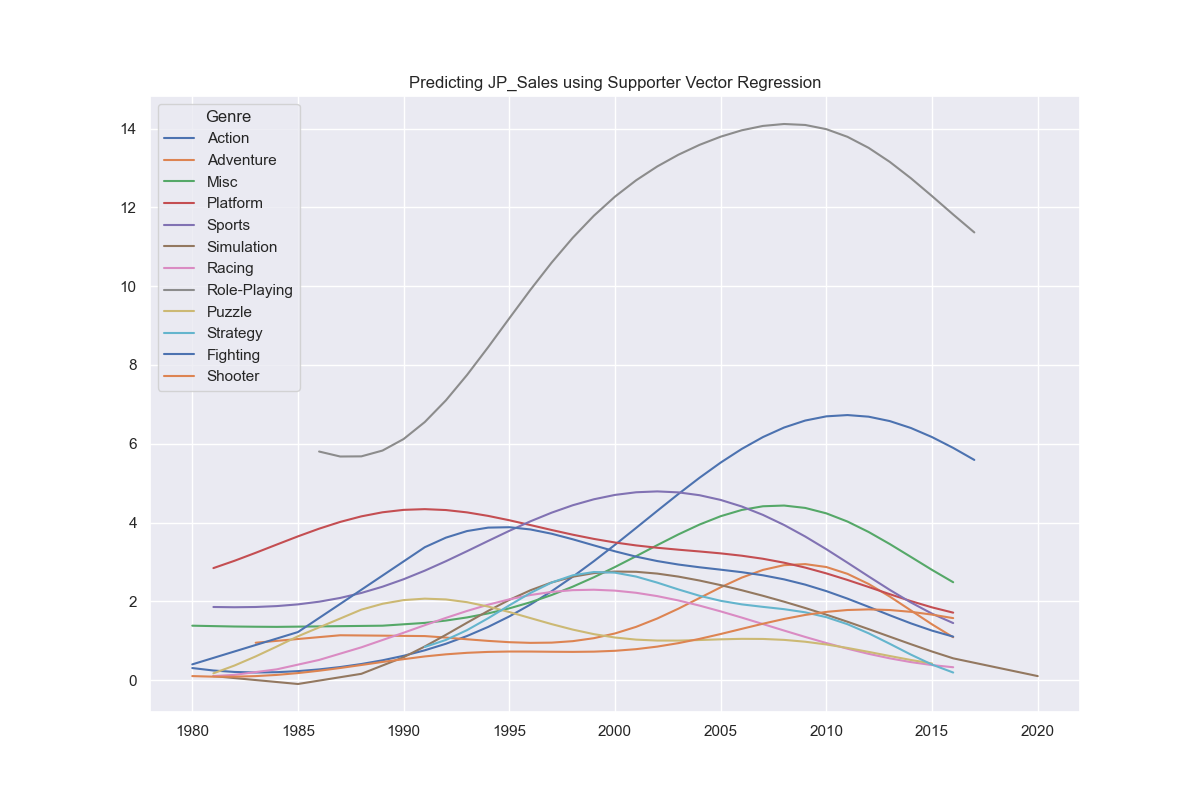 Predicting JP_Sales using Supporter Vector Regression
Genre
Action
Adventure
Misc
Platform
Sports
Simulation
Racing
Role-Playing
Puzzle
Strategy
Fighting
Shooter
14
12
10
8
6
4
2
0
1980 1985 1990 1995 2000 2005 2010 2015 2020